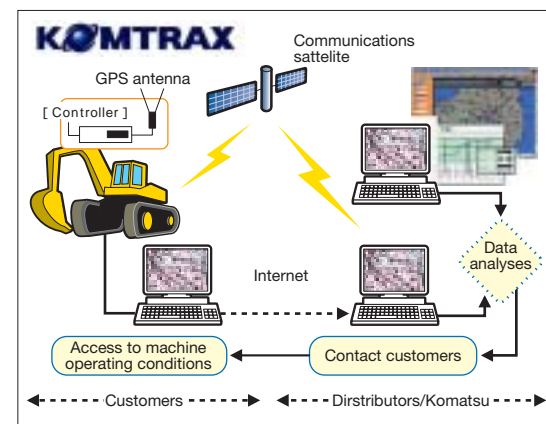 KOMTRAX
Communications
sattelite
GPS antenna
[ Controller ]
Internet
Data
analyses
Access to machine
operating conditions
Contact customers
Customers
Dirstributors/Komatsu